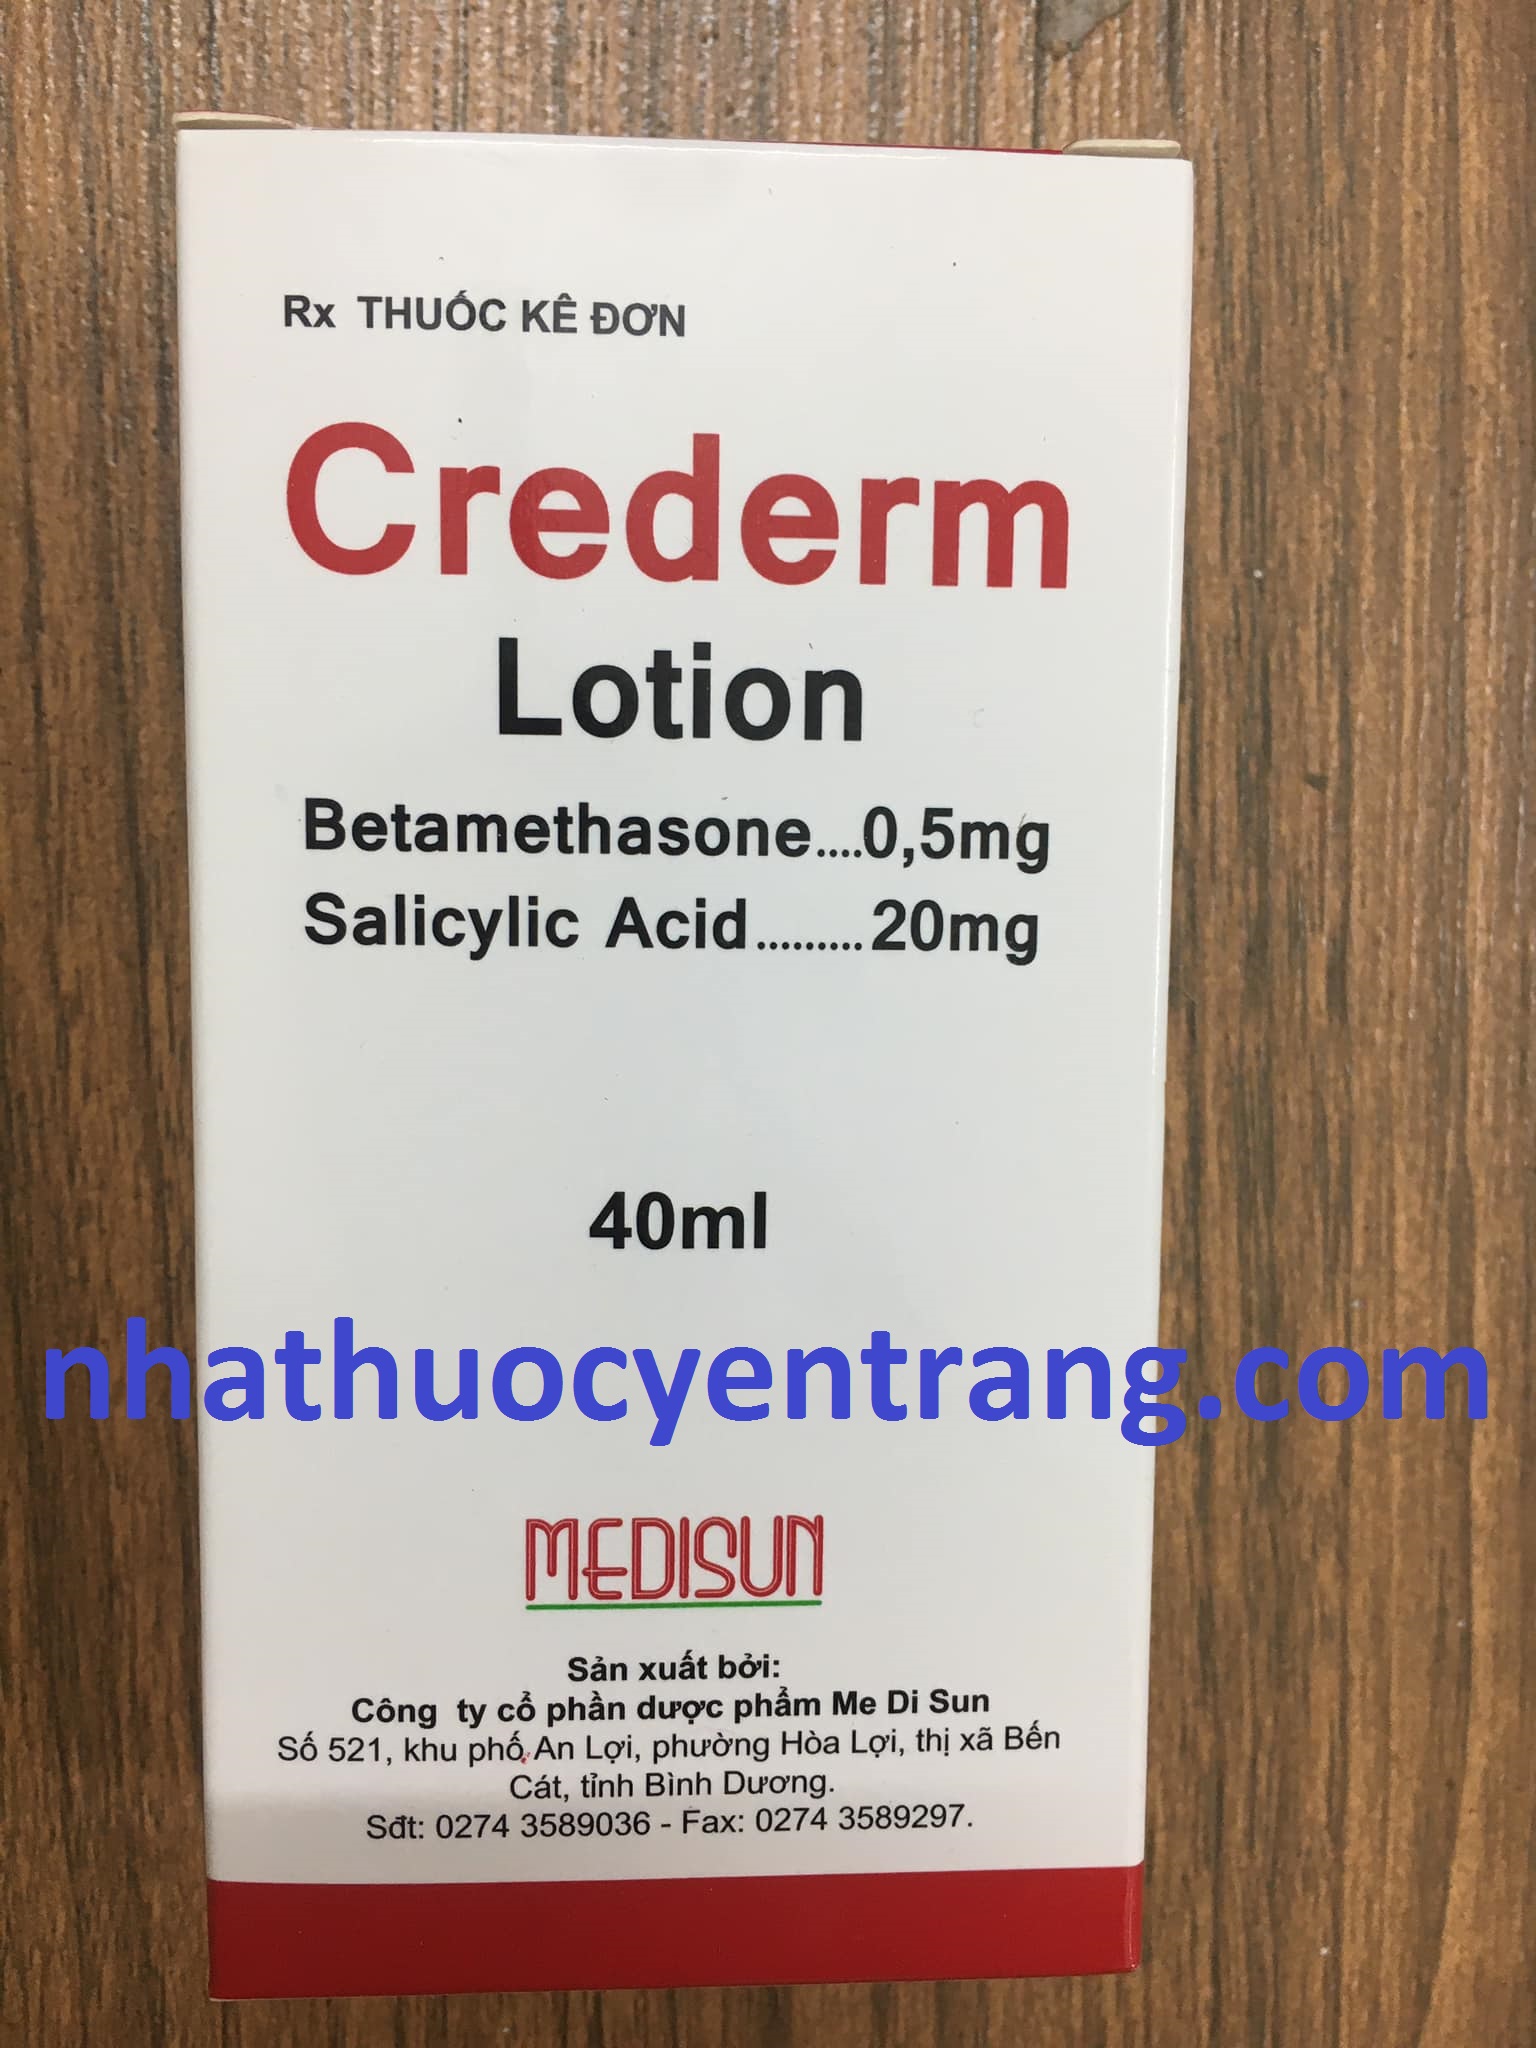 Rx THUỐC KÊ ĐƠN
Crederm
Lotion
Betamethasone....0,5mg
Salicylic Acid.........20mg
40ml
nhathuocyentrang.com
MEDISUN
Sản xuất bởi:
Công ty cổ phần dược phẩm Me Di Sun
Số 521, khu phố An Lợi, phường Hòa Lợi, thị xã Bến
Cát, tỉnh Bình Dương.
Sđt: 0274 3589036 - Fax: 0274 3589297.